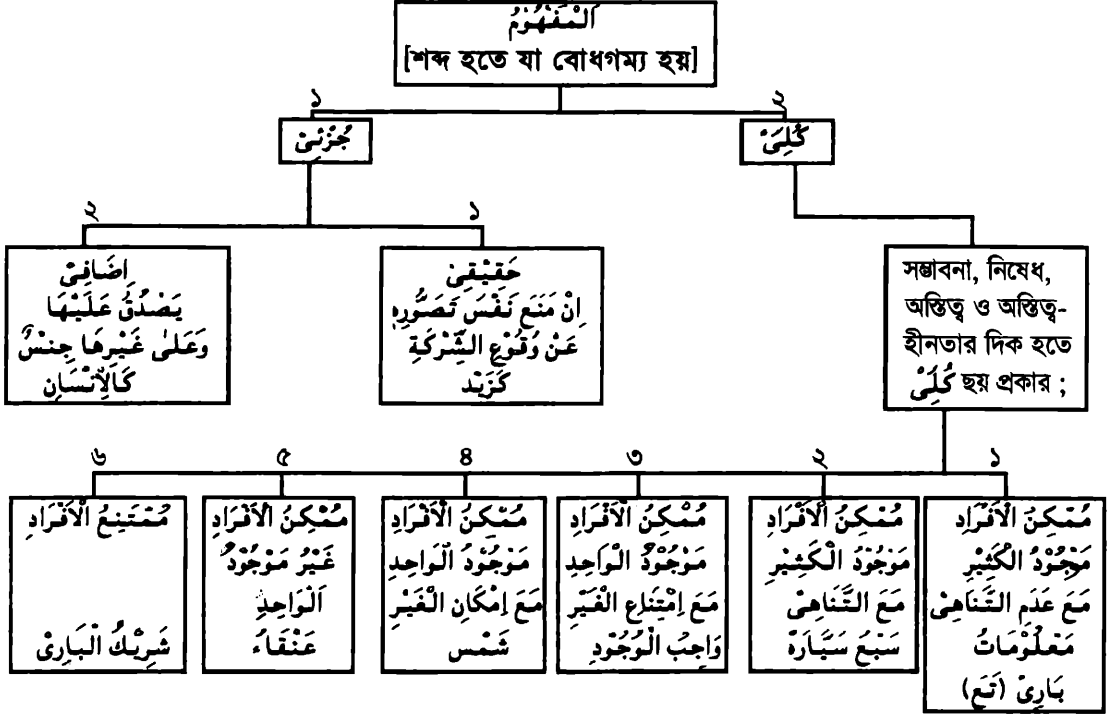 اَلْمَفْهُوْمُ
[শব্দ হতে যা বোধগম্য হয়]
১
২
جُزْئِىْ
كُلِّىْ
২
১
اِضَافِىْ
يَصْدُقُ عَلَيْهَا
وَعَلٰى غَيْرِهَا جِنْسٌ
كَالْاِنْسَانِ
حَقِيْقِىْ
اِنْ مَنَعَ نَفْسَ تَصَوُّرِهِ
عَنْ وُقُوْعِ الشِّرْكَةِ
كَزَيْد
সম্ভাবনা, নিষেধ,
অস্তিত্ব ও অস্তিত্ব-
হীনতার দিক হতে
كُلِّىْ ছয় প্রকার ;
৬
৫
৪
৩
২
১
مُمْتَنِعُ الْاَفْرَادِ
شَرِيْكُ الْبَارِىْ
مُمْكِنُ الْاَفْرَادِ
غَيْرُ مَوْجُوْدُ
اَلْوَاحِدِ
عَنْقَاءُ
مُمْكِنُ الْاَفْرَادِ
مَوْجُوْدُ الْوَاحِدِ
مَعَ اِمْكَانِ الْغَيْرِ
شَمْس
مُمْكِنُ الْاَفْرَادِ
مَوْجُوْدُ الْوَاحِدِ
مَعَ اِمْتِنَاعِ الْغَيْرِ
وَاجِبُ الْوُجُوْدِ
مُمْكِنُ الْاَفْرَادِ
مَوْجُوْدُ الْكَثِيْرِ
مَعَ التَّنَاهِىْ
سَبْعُ سَيَّارَة
مُمْكِنُ الْاَفْرَادِ
مَوْجُوْدُ الْكَثِيْرِ
مَعَ عَدَمِ التَّنَاهِىْ
مَعْلُوْمَاتُ
بَارِىْ (تَعَ)